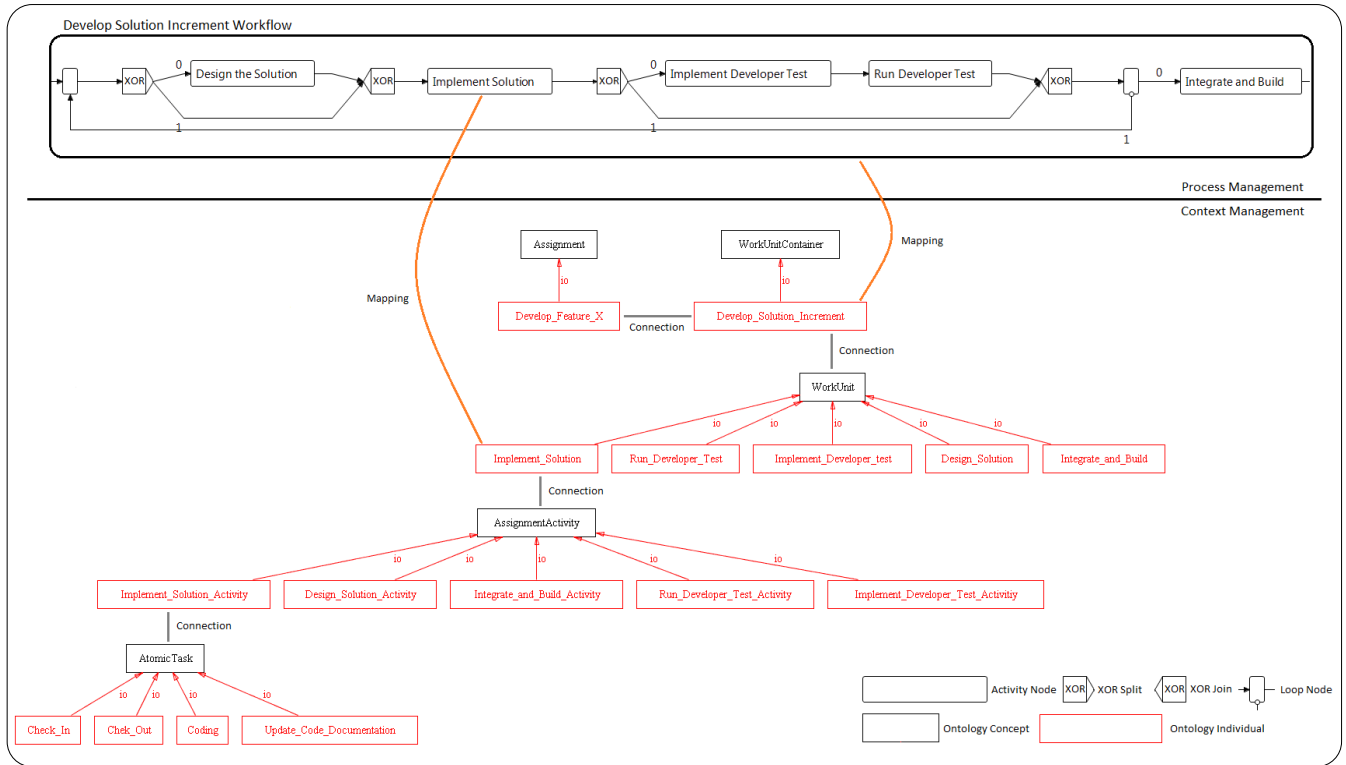 Develop Solution Increment Workflow
XOR
0
Design the Solution
XOR
Implement Solution
XOR
0
Implement Developer Test
Run Developer Test
XOR
0
Integrate and Build
1
1
1
Process Management
Context Management
Mapping
Mapping
Assignment
WorkUnitContainer
io
io
Develop_Feature_X
Connection
Develop_Solution_Increment
Connection
WorkUnit
io
io
io
io
io
Implement_Solution
Run_Developer_Test
Implement_Developer_test
Design_Solution
Integrate_and_Build
Connection
AssignmentActivity
io
io
io
io
io
Implement_Solution_Activity
Design_Solution_Activity
Integrate_and_Build_Activity
Run_Developer_Test_Activity
Implement_Developer_Test_Activitiy
Connection
AtomicTask
io
io
io
io
Check_In
Chek_Out
Coding
Update_Code_Documentation
Activity Node
XOR
XOR Split
XOR
XOR Join
Loop Node
Ontology Concept
Ontology Individual